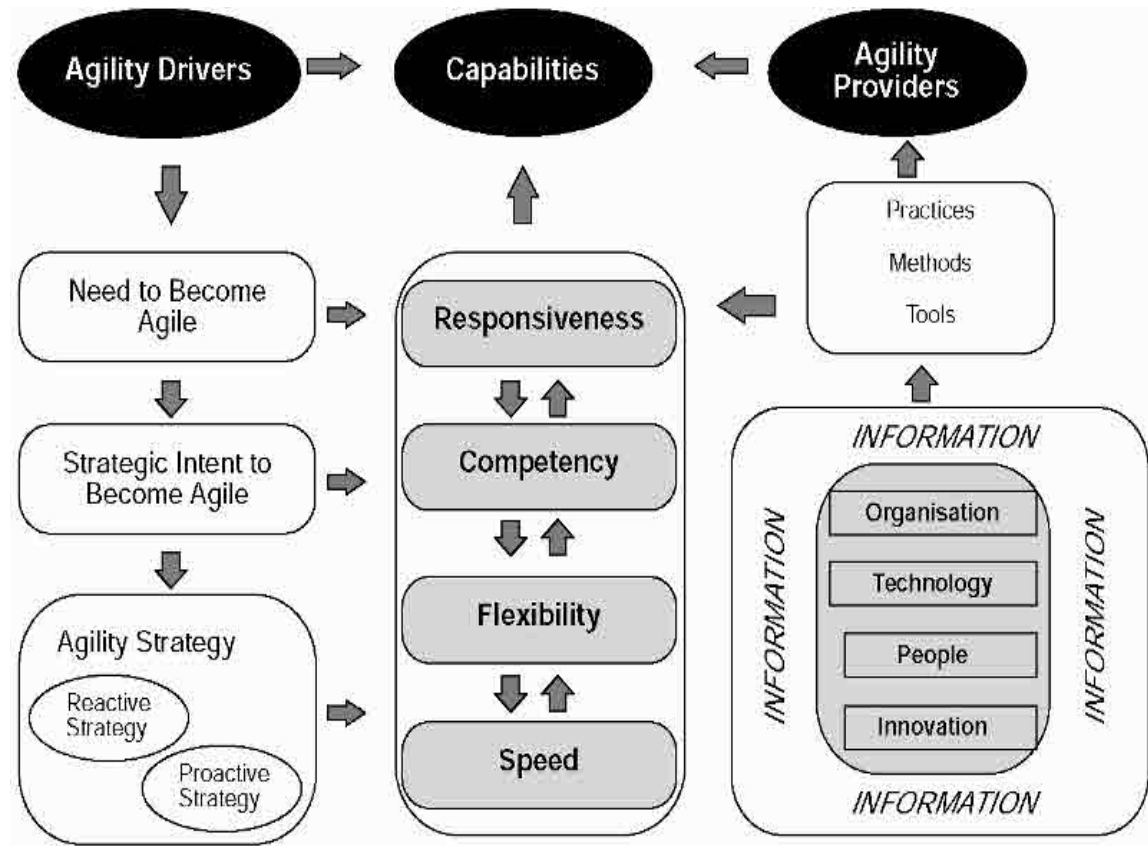 Agility Drivers
Capabilities
Agility
Providers
Need to Become
Agile
Strategic Intent to
Become Agile
Agility Strategy
Reactive
Strategy
Proactive
Strategy
Responsiveness
Competency
Flexibility
Speed
Practices
Methods
Tools
INFORMATION
INFORMATION
Organisation
Technology
People
Innovation
INFORMATION
INFORMATION